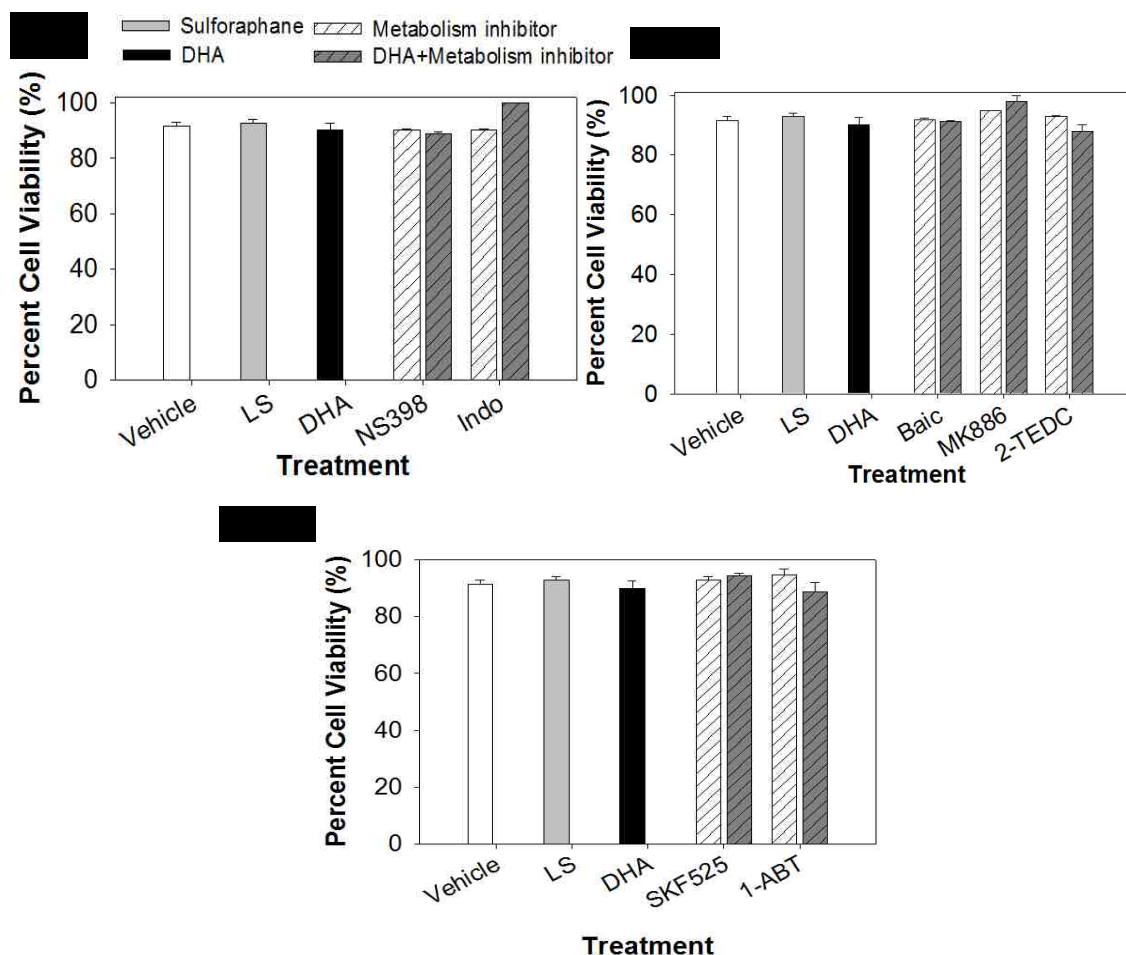 Sulforaphane
Metabolism inhibitor
DHA
DHA+Metabolism inhibitor
Percent Cell Viability (%)
100
80
60
40
20
0
Vehicle
LS
DHA
NS398
Indo
Treatment
Percent Cell Viability (%)
100
80
60
40
20
0
Vehicle
LS
DHA
Baic
MK886
2-TEDC
Treatment
Percent Cell Viability (%)
100
80
60
40
20
0
Vehicle
LS
DHA
SKF525
1-ABT
Treatment